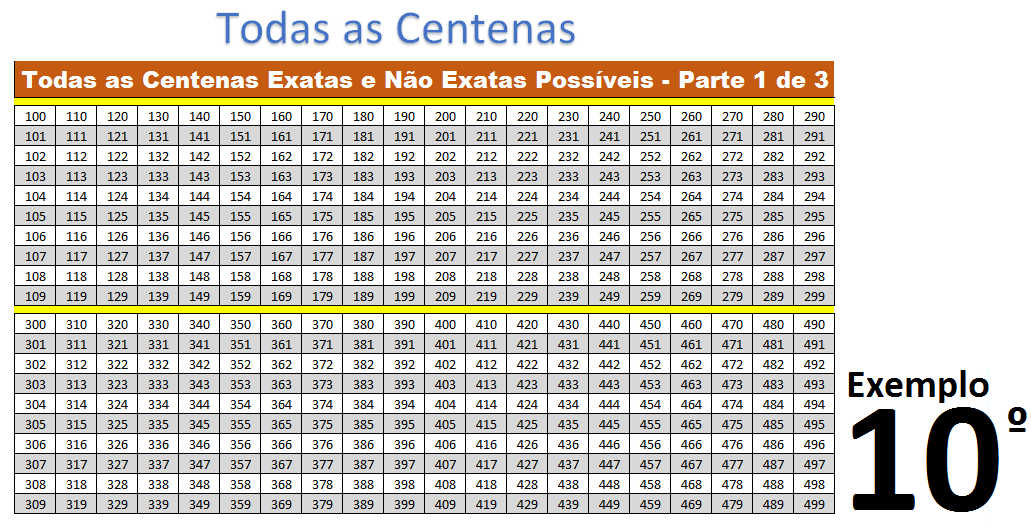 Todas as Centenas
Todas as Centenas Exatas e Não Exatas Possíveis - Parte 1 de 3
100 110 120 130 140 150 160 170 180 190 200 210 220 230 240 250 260 270 280 290
101 111 121 131 141 151 161 171 181 191 201 211 221 231 241 251 261 271 281 291
102 112 122 132 142 152 162 172 182 192 202 212 222 232 242 252 262 272 282 292
103 113 123 133 143 153 163 173 183 193 203 213 223 233 243 253 263 273 283 293
104 114 124 134 144 154 164 174 184 194 204 214 224 234 244 254 264 274 284 294
105 115 125 135 145 155 165 175 185 195 205 215 225 235 245 255 265 275 285 295
106 116 126 136 146 156 166 176 186 196 206 216 226 236 246 256 266 276 286 296
107 117 127 137 147 157 167 177 187 197 207 217 227 237 247 257 267 277 287 297
108 118 128 138 148 158 168 178 188 198 208 218 228 238 248 258 268 278 288 298
109 119 129 139 149 159 169 179 189 199 209 219 229 239 249 259 269 279 289 299
300 310 320 330 340 350 360 370 380 390 400 410 420 430 440 450 460 470 480 490
301 311 321 331 341 351 361 371 381 391 401 411 421 431 441 451 461 471 481 491
302 312 322 332 342 352 362 372 382 392 402 412 422 432 442 452 462 472 482 492
303 313 323 333 343 353 363 373 383 393 403 413 423 433 443 453 463 473 483 493
304 314 324 334 344 354 364 374 384 394 404 414 424 434 444 454 464 474 484 494
305 315 325 335 345 355 365 375 385 395 405 415 425 435 445 455 465 475 485 495
306 316 326 336 346 356 366 376 386 396 406 416 426 436 446 456 466 476 486 496
307 317 327 337 347 357 367 377 387 397 407 417 427 437 447 457 467 477 487 497
308 318 328 338 348 358 368 378 388 398 408 418 428 438 448 458 468 478 488 498
309 319 329 339 349 359 369 379 389 399 409 419 429 439 449 459 469 479 489 499
Exemplo
10º